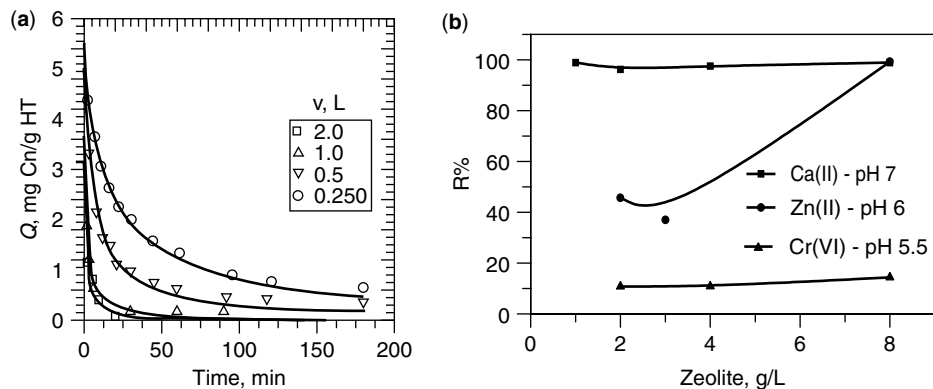 (a)
6
5
4
3
2
1
0
Q, mg Cn/g HT
v, L
2.0
1.0
0.5
0.250
0 50 100 150 200
Time, min
(b)
100
80
60
40
20
0
R%
Ca(II) - pH 7
Zn(II) - pH 6
Cr(VI) - pH 5.5
0 2 4 6 8
Zeolite, g/L